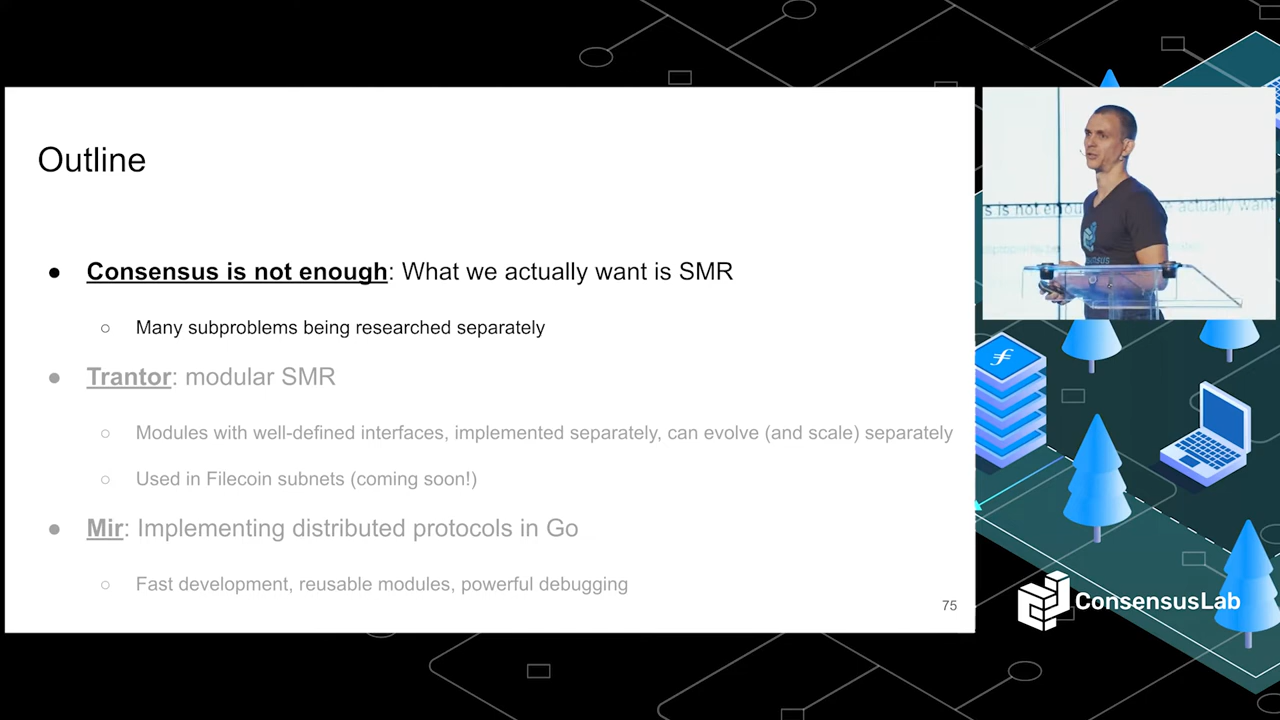 Outline
● Consensus is not enough: What we actually want is SMR
○ Many subproblems being researched separately
● Trantor: modular SMR
○ Modules with well-defined interfaces, implemented separately, can evolve (and scale) separately
○ Used in Filecoin subnets (coming soon!)
● Mir: Implementing distributed protocols in Go
○ Fast development, reusable modules, powerful debugging
75
ConsensusLab